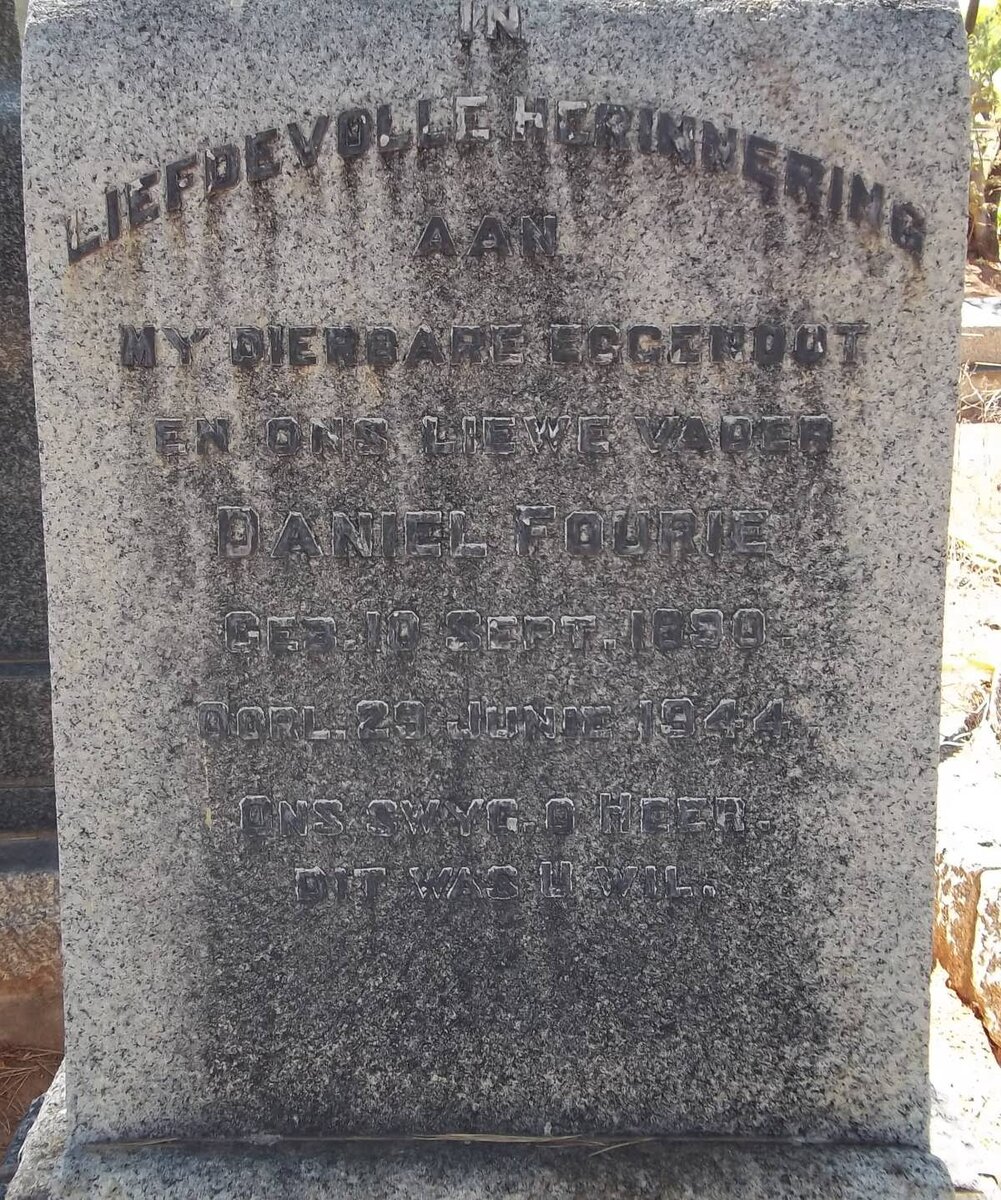 IN
LIEFDEVOLLE HERINNERING
AAN
MY DIERBARE EGGENOOT
EN ONS LIEWE VADER
DANIEL FOURIE
GEB. 10 SEPT. 1890.
OORL. 29 JUNIE 1944.
ONS SWYG, O HEER.
DIT WAS U WIL.